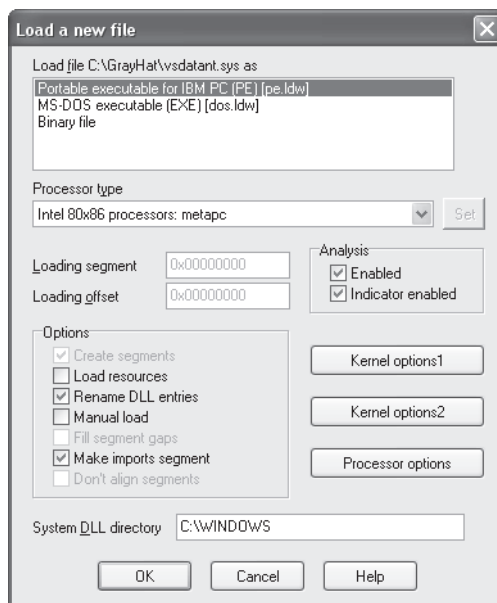 Load a new file
Load file C:\GrayHat\vsdatant.sys as
Portable executable for IBM PC (PE) [pe.ldw]
MS-DOS executable (EXE) [dos.ldw]
Binary file
Processor type
Intel 80x86 processors: metapc
Set
Loading segment 0x00000000
Loading offset 0x00000000
Analysis
Enabled
Indicator enabled
Options
Create segments
Load resources
Rename DLL entries
Manual load
Fill segment gaps
Make imports segment
Don't align segments
Kernel options1
Kernel options2
Processor options
System DLL directory C:\WINDOWS
OK Cancel Help